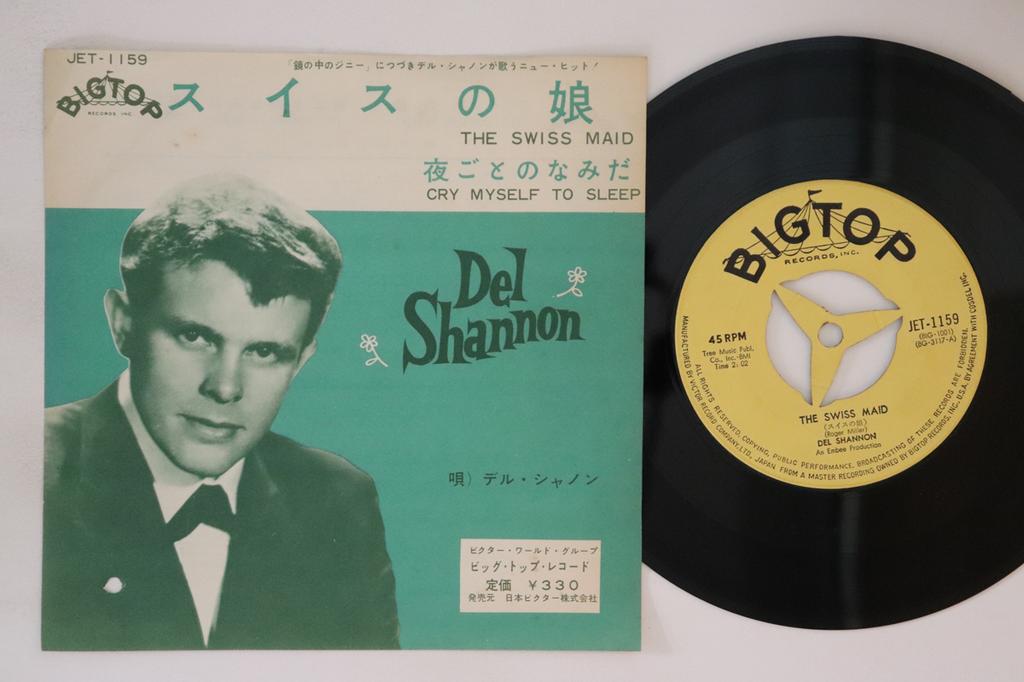 JET-1159
「鏡の中のジニー」につづきデル・シャノンが歌うニュー・ヒット!
BIGTOP
RECORDS INC.
スイスの娘
THE SWISS MAID
夜ごとのなみだ
CRY MYSELF TO SLEEP
Del
Shannon
唄) デル・シャノン
ビクター・ワールド・グループ
ビッグ・トップ・レコード
定価 ¥330
発売元 日本ビクター株式会社
BIGTOP
RECORDS, INC.
45 RPM
Tree Music Publ.
Co., Inc.-BMI
Time 2:02
JET-1159
(BIG-1001)
(BG-3117-A)
THE SWISS MAID
(スイスの娘)
(Roger Miller)
DEL SHANNON
An Embee Production
MANUFACTURED BY VICTOR RECORD COMPANY, LTD., JAPAN FROM A MASTER RECORDING OWNED BY BIGTOP RECORDS, INC. U.S.A. BY AGREEMENT WITH COSDEL INC.
ALL RIGHTS RESERVED, COPYING, PUBLIC PERFORMANCE, BROADCASTING OF THESE RECORDS ARE FORBIDDEN.